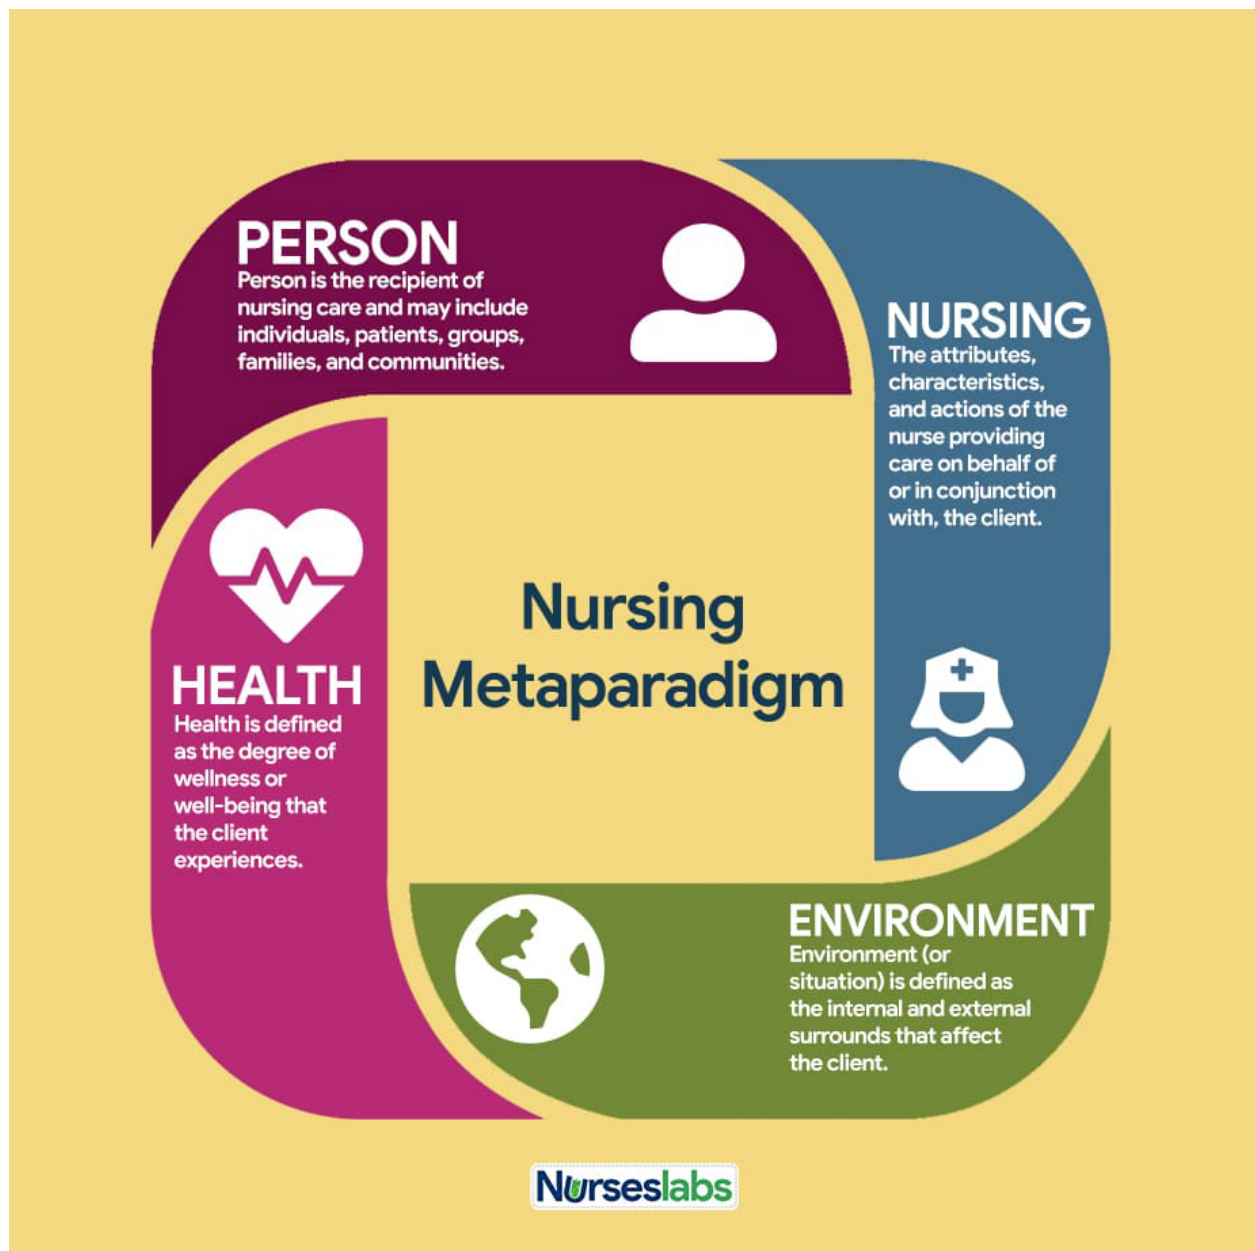 PERSON
Person is the recipient of
nursing care and may include
individuals, patients, groups,
families, and communities.
NURSING
The attributes,
characteristics,
and actions of the
nurse providing
care on behalf of
or in conjunction
with, the client.
Nursing
Metaparadigm
HEALTH
Health is defined
as the degree of
wellness or
well-being that
the client
experiences.
ENVIRONMENT
Environment (or
situation) is defined as
the internal and external
surrounds that affect
the client.
Nurseslabs